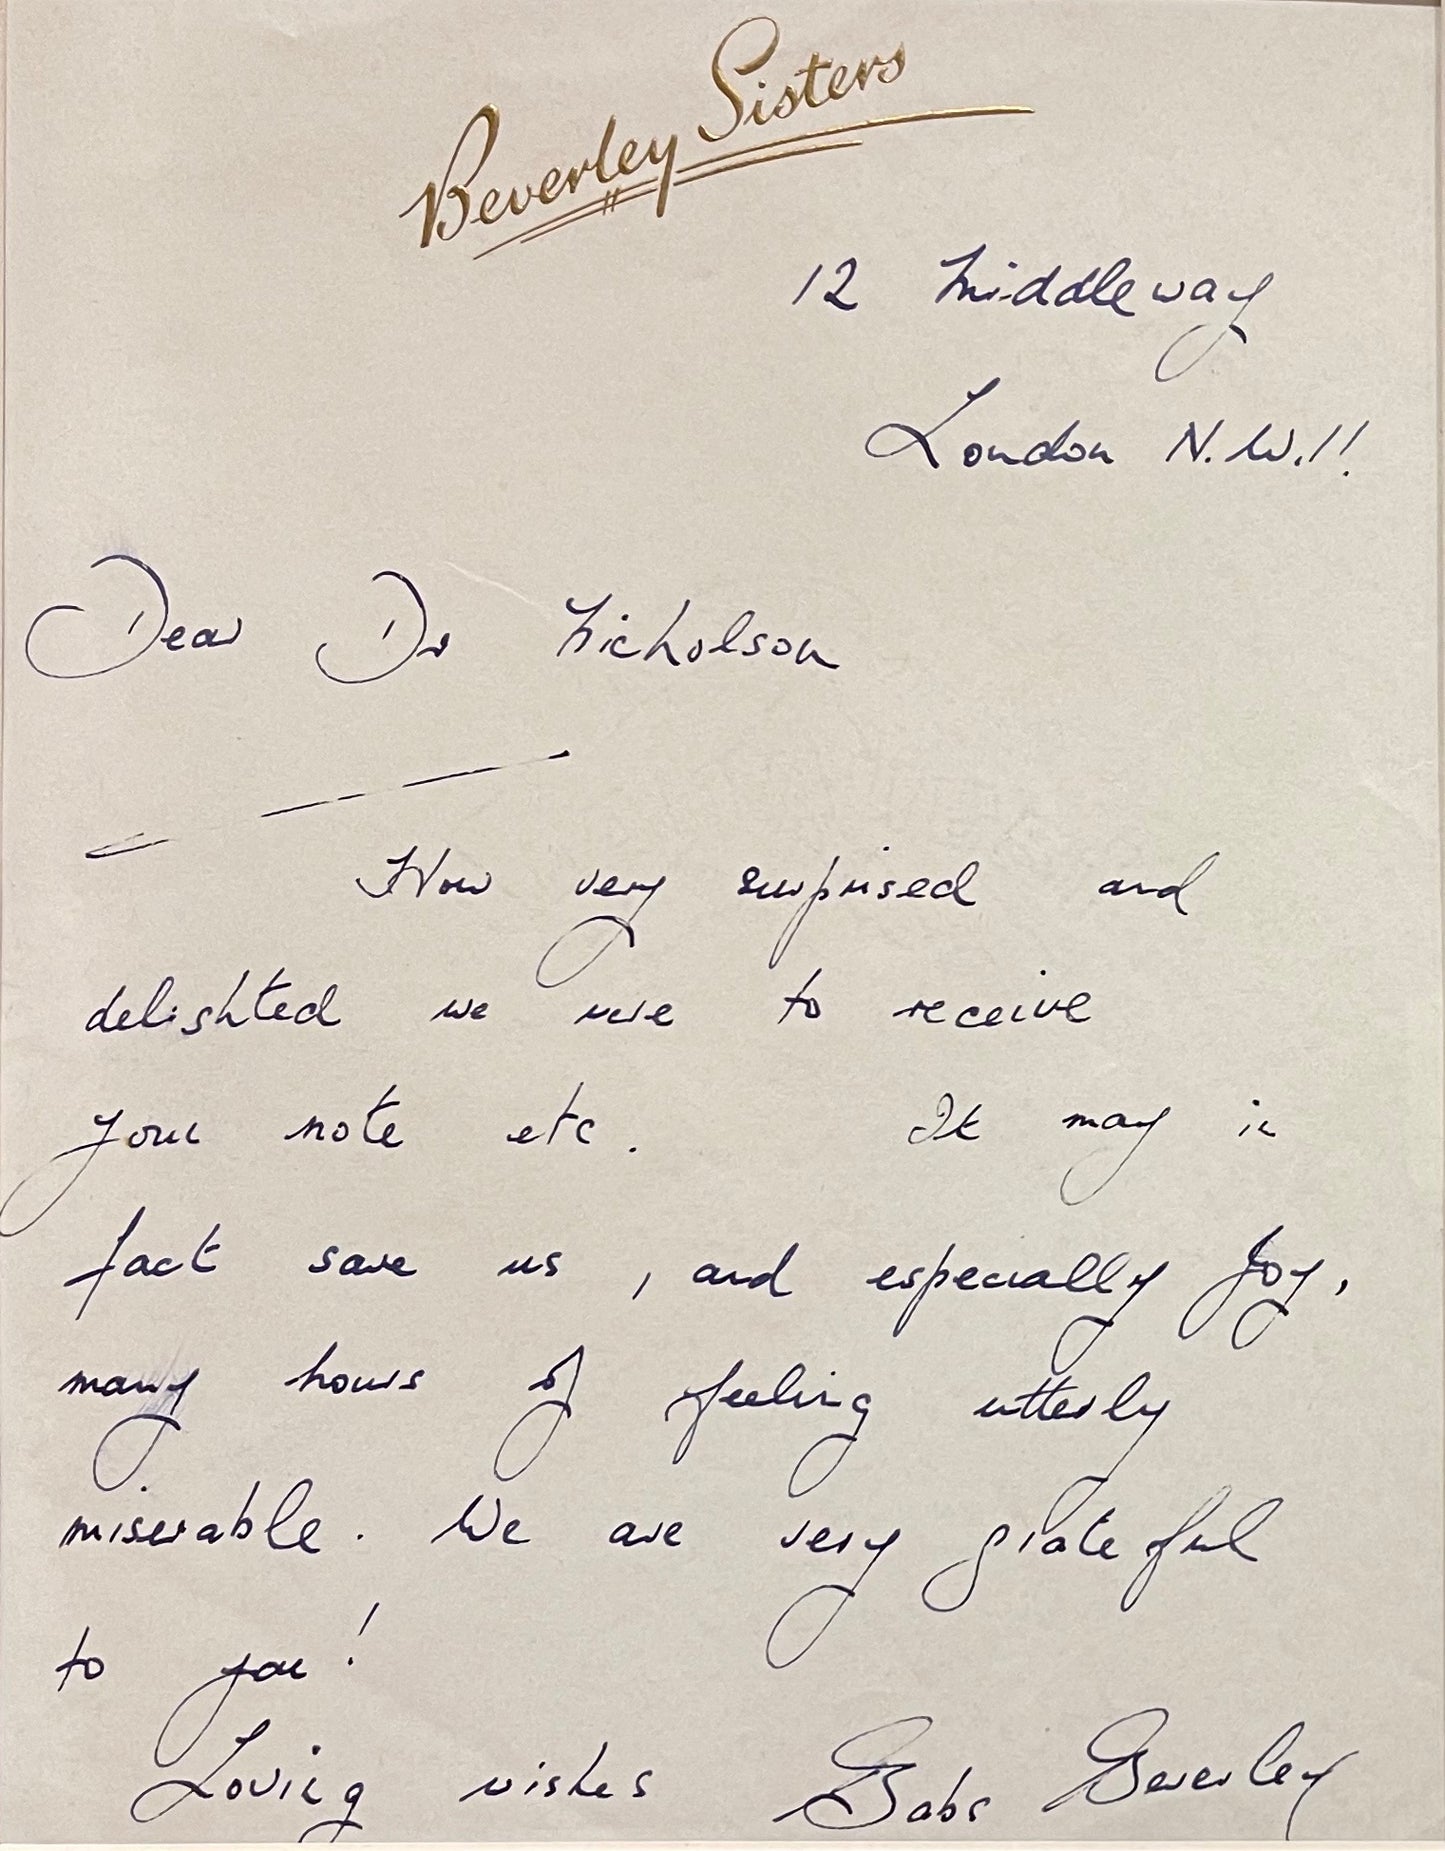 Beverley Sisters
12 Middleway
London N.W.11.
Dear Dr Nicholson
How very surprised and
delighted we were to receive
your note etc. It may in
fact save us, and especially Joy,
many hours of feeling utterly
miserable. We are very grateful
to you!
Loving wishes Babs Beverley